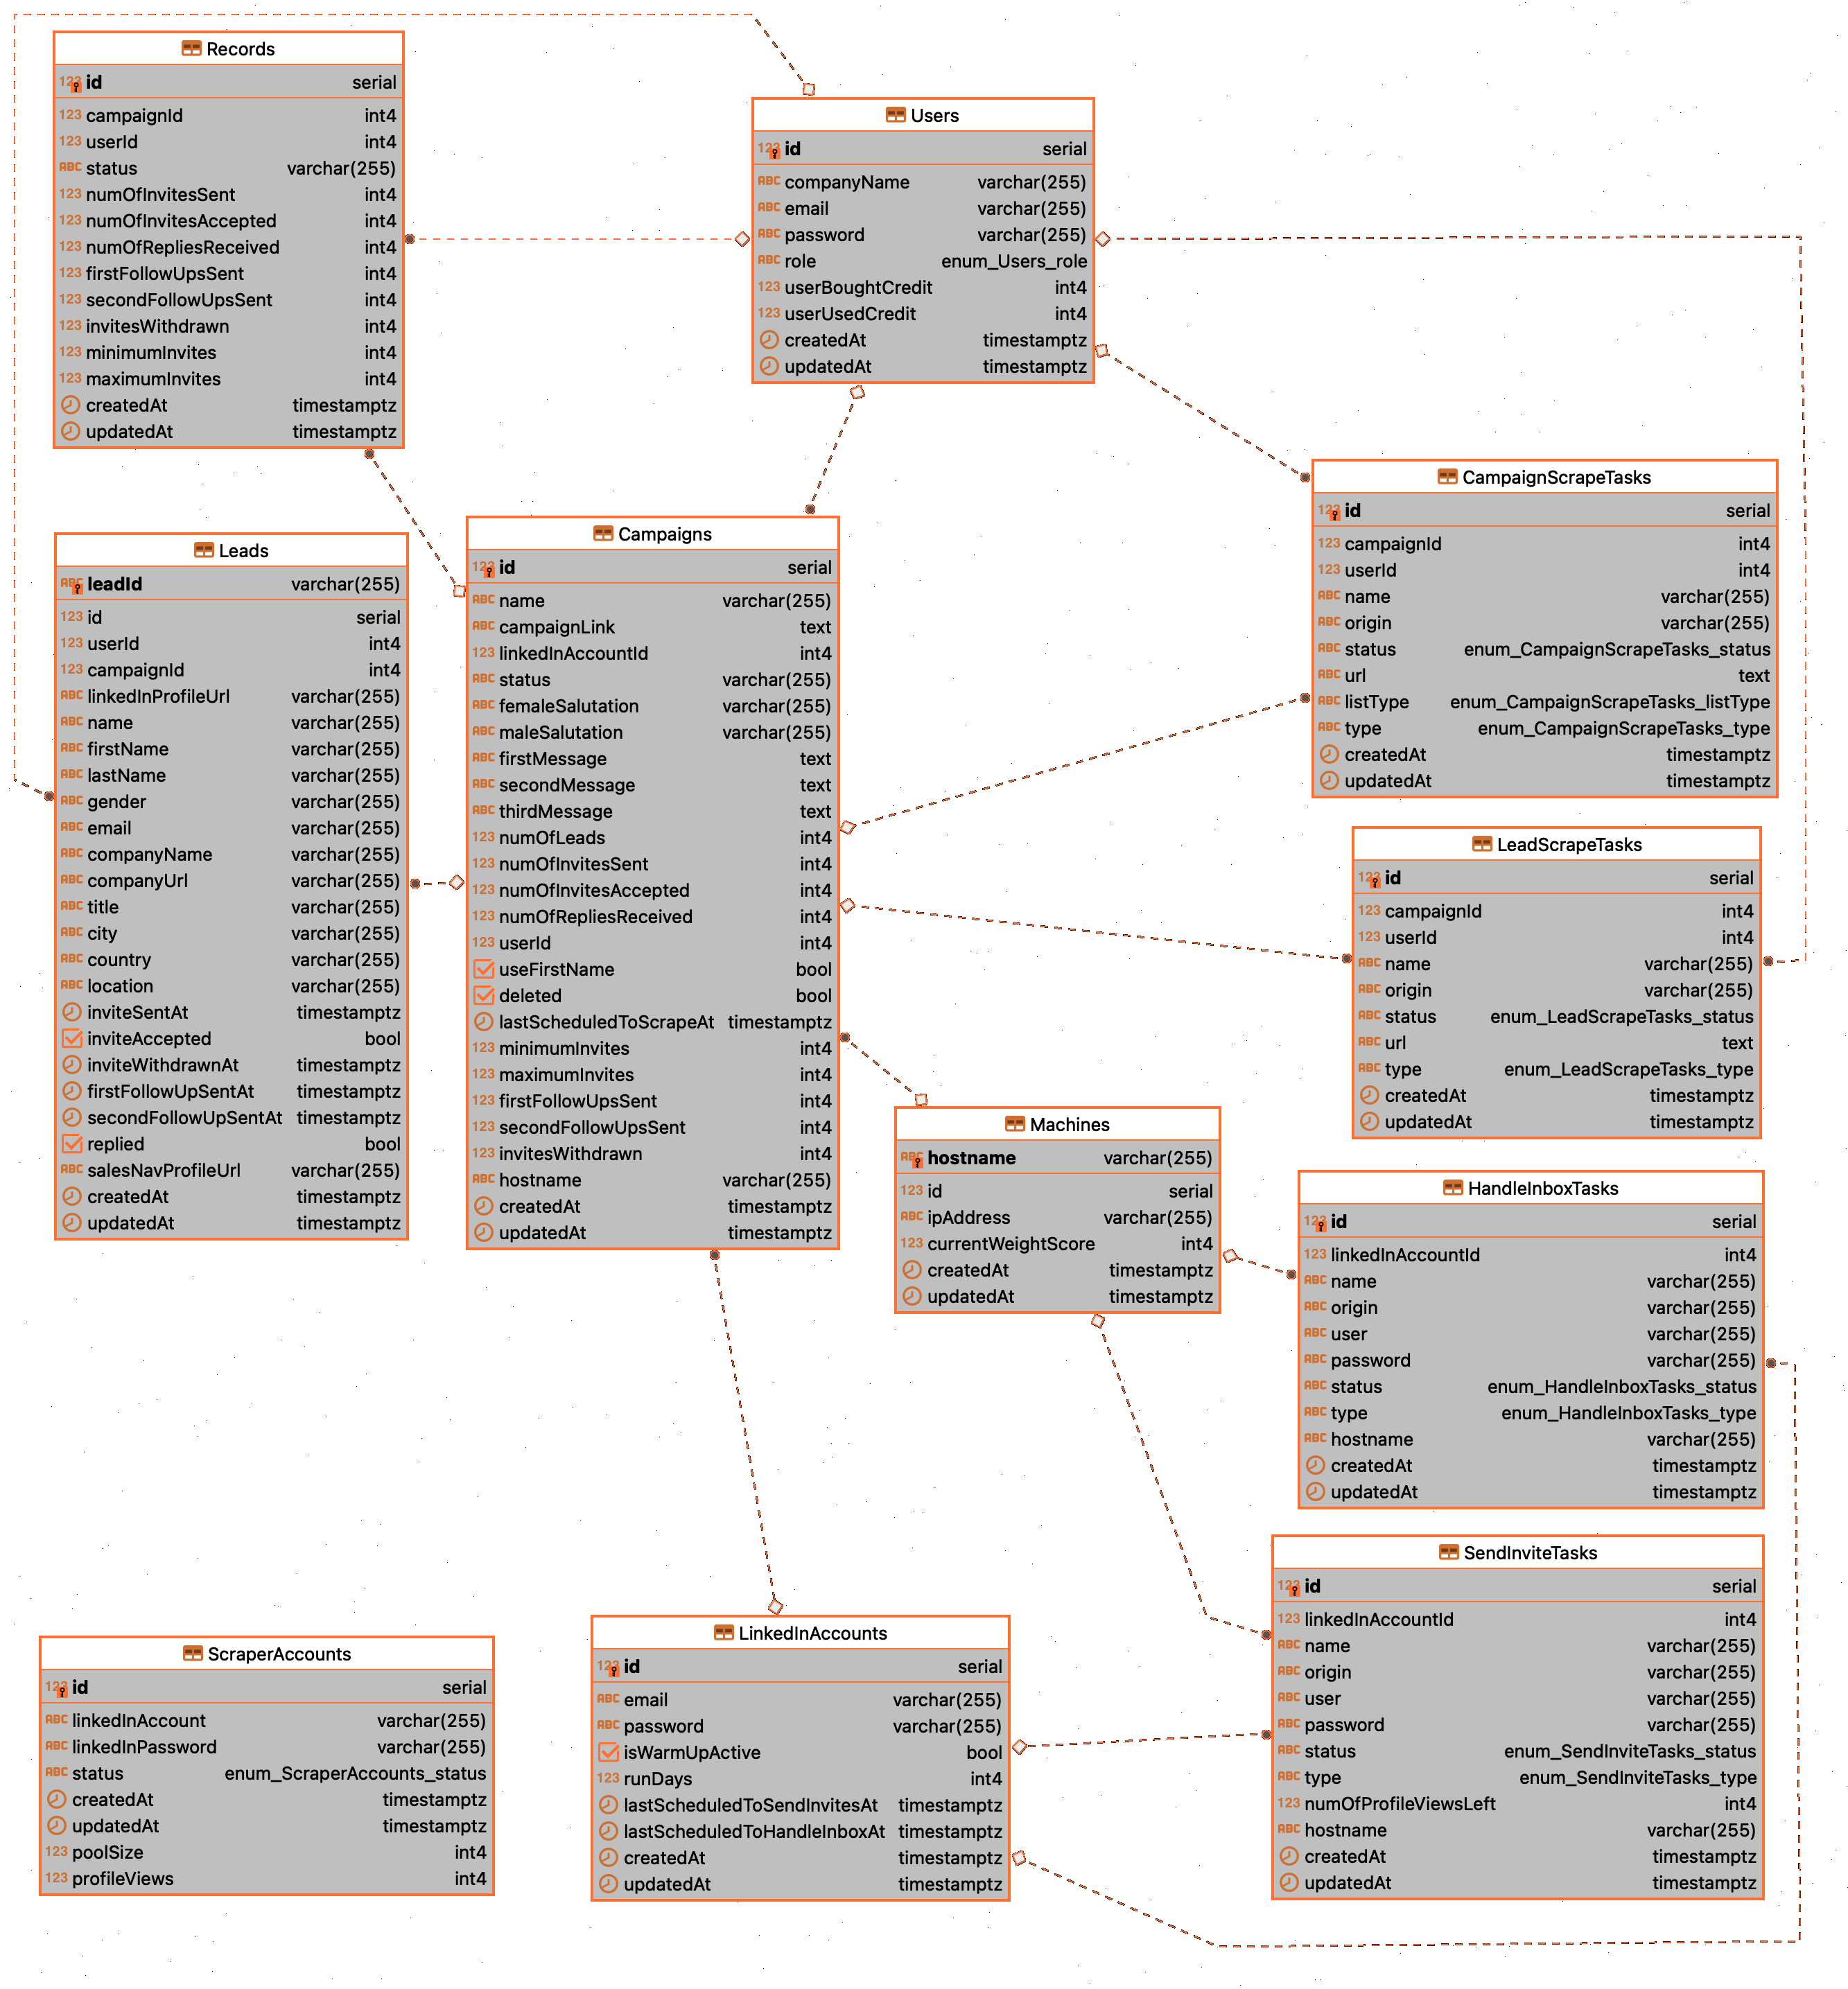 Records
id serial
campaignId int4
userId int4
status varchar(255)
numOfInvitesSent int4
numOfInvitesAccepted int4
numOfRepliesReceived int4
firstFollowUpsSent int4
secondFollowUpsSent int4
invitesWithdrawn int4
minimumInvites int4
maximumInvites int4
createdAt timestamptz
updatedAt timestamptz
Users
id serial
companyName varchar(255)
email varchar(255)
password varchar(255)
role enum_Users_role
userBoughtCredit int4
userUsedCredit int4
createdAt timestamptz
updatedAt timestamptz
Leads
leadId varchar(255)
id serial
userId int4
campaignId int4
linkedInProfileUrl varchar(255)
name varchar(255)
firstName varchar(255)
lastName varchar(255)
gender varchar(255)
email varchar(255)
companyName varchar(255)
companyUrl varchar(255)
title varchar(255)
city varchar(255)
country varchar(255)
location varchar(255)
inviteSentAt timestamptz
inviteAccepted bool
inviteWithdrawnAt timestamptz
firstFollowUpSentAt timestamptz
secondFollowUpSentAt timestamptz
replied bool
salesNavProfileUrl varchar(255)
createdAt timestamptz
updatedAt timestamptz
Campaigns
id serial
name varchar(255)
campaignLink text
linkedInAccountId int4
status varchar(255)
femaleSalutation varchar(255)
maleSalutation varchar(255)
firstMessage text
secondMessage text
thirdMessage text
numOfLeads int4
numOfInvitesSent int4
numOfInvitesAccepted int4
numOfRepliesReceived int4
userId int4
useFirstName bool
deleted bool
lastScheduledToScrapeAt timestamptz
minimumInvites int4
maximumInvites int4
firstFollowUpsSent int4
secondFollowUpsSent int4
invitesWithdrawn int4
hostname varchar(255)
createdAt timestamptz
updatedAt timestamptz
CampaignScrapeTasks
id serial
campaignId int4
userId int4
name varchar(255)
origin varchar(255)
status enum_CampaignScrapeTasks_status
url text
listType enum_CampaignScrapeTasks_listType
type enum_CampaignScrapeTasks_type
createdAt timestamptz
updatedAt timestamptz
LeadScrapeTasks
id serial
campaignId int4
userId int4
name varchar(255)
origin varchar(255)
status enum_LeadScrapeTasks_status
url text
type enum_LeadScrapeTasks_type
createdAt timestamptz
updatedAt timestamptz
Machines
hostname varchar(255)
id serial
ipAddress varchar(255)
currentWeightScore int4
createdAt timestamptz
updatedAt timestamptz
HandleInboxTasks
id serial
linkedInAccountId int4
name varchar(255)
origin varchar(255)
user varchar(255)
password varchar(255)
status enum_HandleInboxTasks_status
type enum_HandleInboxTasks_type
hostname varchar(255)
createdAt timestamptz
updatedAt timestamptz
SendInviteTasks
id serial
linkedInAccountId int4
name varchar(255)
origin varchar(255)
user varchar(255)
password varchar(255)
status enum_SendInviteTasks_status
type enum_SendInviteTasks_type
numOfProfileViewsLeft int4
hostname varchar(255)
createdAt timestamptz
updatedAt timestamptz
LinkedInAccounts
id serial
email varchar(255)
password varchar(255)
isWarmUpActive bool
runDays int4
lastScheduledToSendInvitesAt timestamptz
lastScheduledToHandleInboxAt timestamptz
createdAt timestamptz
updatedAt timestamptz
ScraperAccounts
id serial
linkedInAccount varchar(255)
linkedInPassword varchar(255)
status enum_ScraperAccounts_status
createdAt timestamptz
updatedAt timestamptz
poolSize int4
profileViews int4